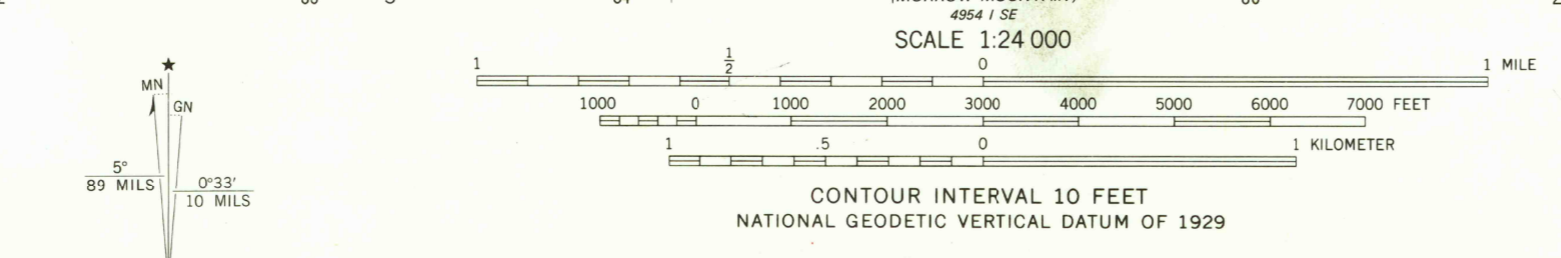 4954 I SE
SCALE 1:24 000
1 1/2 0 1 MILE
1000 0 1000 2000 3000 4000 5000 6000 7000 FEET
1 .5 0 1 KILOMETER
CONTOUR INTERVAL 10 FEET
NATIONAL GEODETIC VERTICAL DATUM OF 1929
★
MN
GN
5°
89 MILS
0°33′
10 MILS